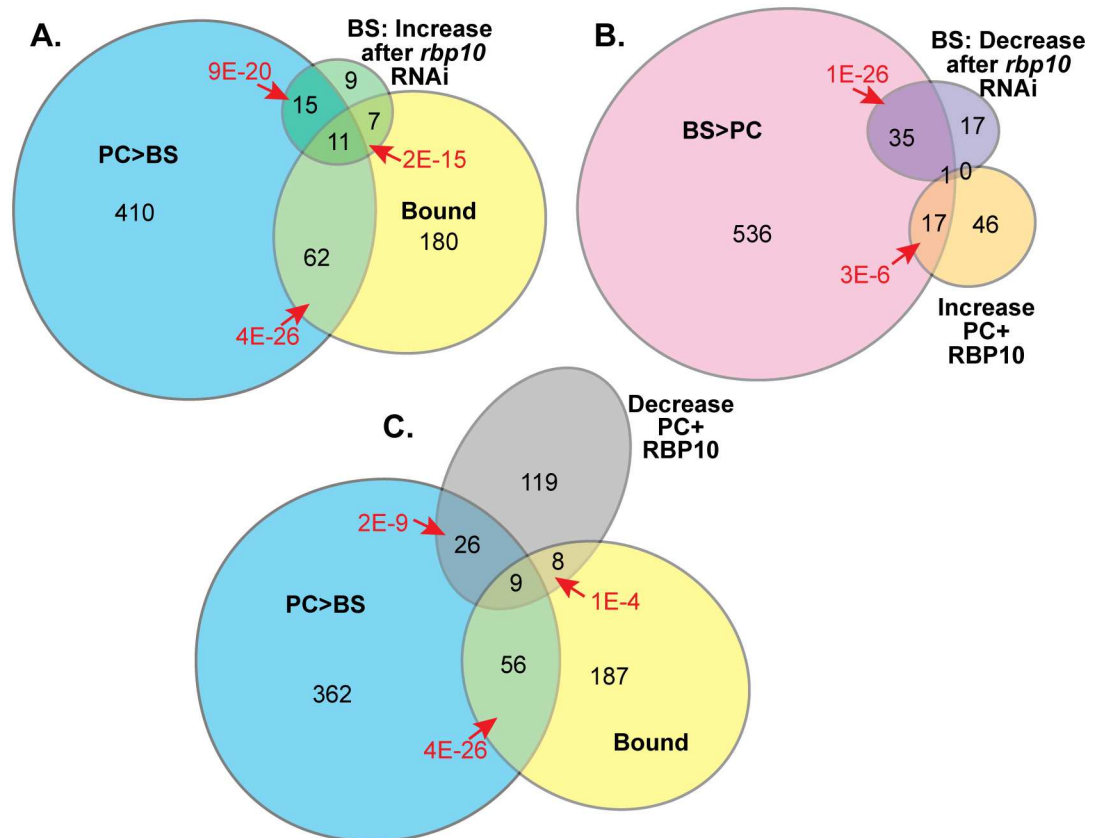 A.
BS: Increase
after rbp10
RNAi
9E-20
9
15
7
11
2E-15
PC>BS
410
Bound
180
62
4E-26
B.
BS: Decrease
after rbp10
RNAi
1E-26
BS>PC
35
17
1 0
536
17
46
3E-6
Increase
PC+
RBP10
C.
Decrease
PC+
RBP10
119
2E-9
26
8
9
1E-4
PC>BS
56
187
362
Bound
4E-26